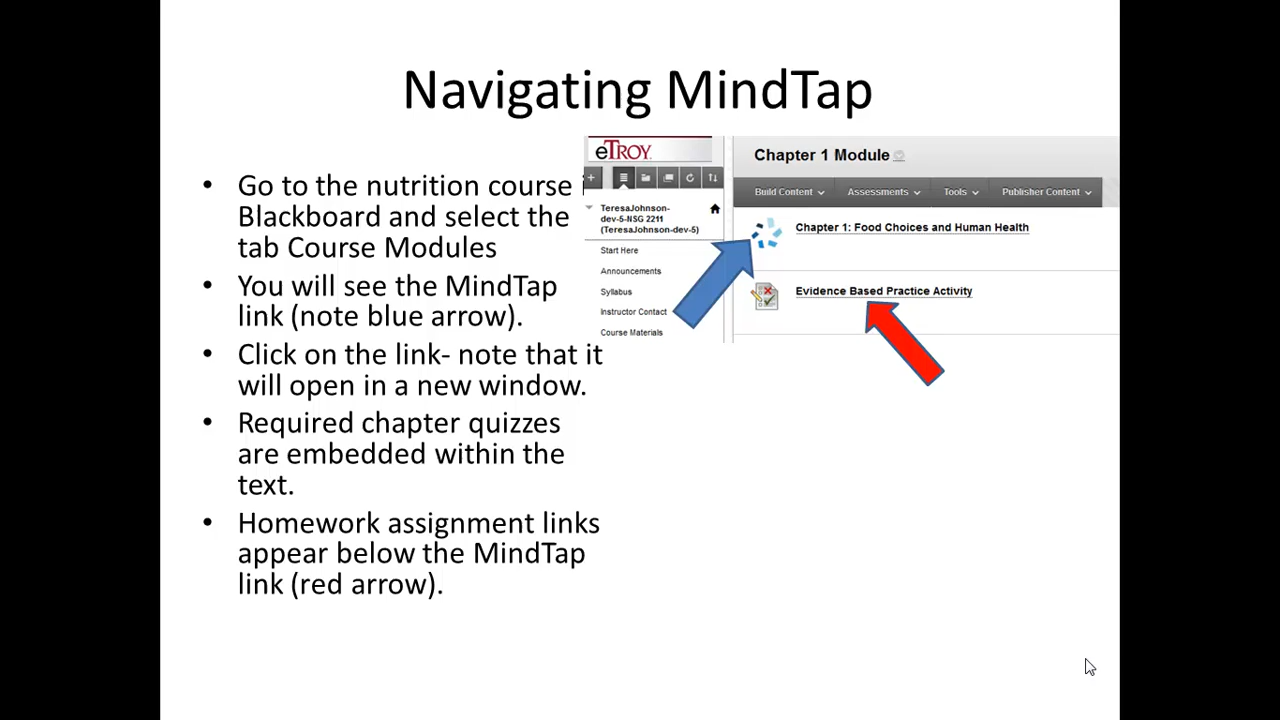 Navigating MindTap
• Go to the nutrition course
Blackboard and select the
tab Course Modules
• You will see the MindTap
link (note blue arrow).
• Click on the link- note that it
will open in a new window.
• Required chapter quizzes
are embedded within the
text.
• Homework assignment links
appear below the MindTap
link (red arrow).
eTROY
TeresaJohnson-
dev-5-NSG 2211
(TeresaJohnson-dev-5)
Start Here
Announcements
Syllabus
Instructor Contact
Course Materials
Chapter 1 Module
Build Content Assessments Tools Publisher Content
Chapter 1: Food Choices and Human Health
Evidence Based Practice Activity